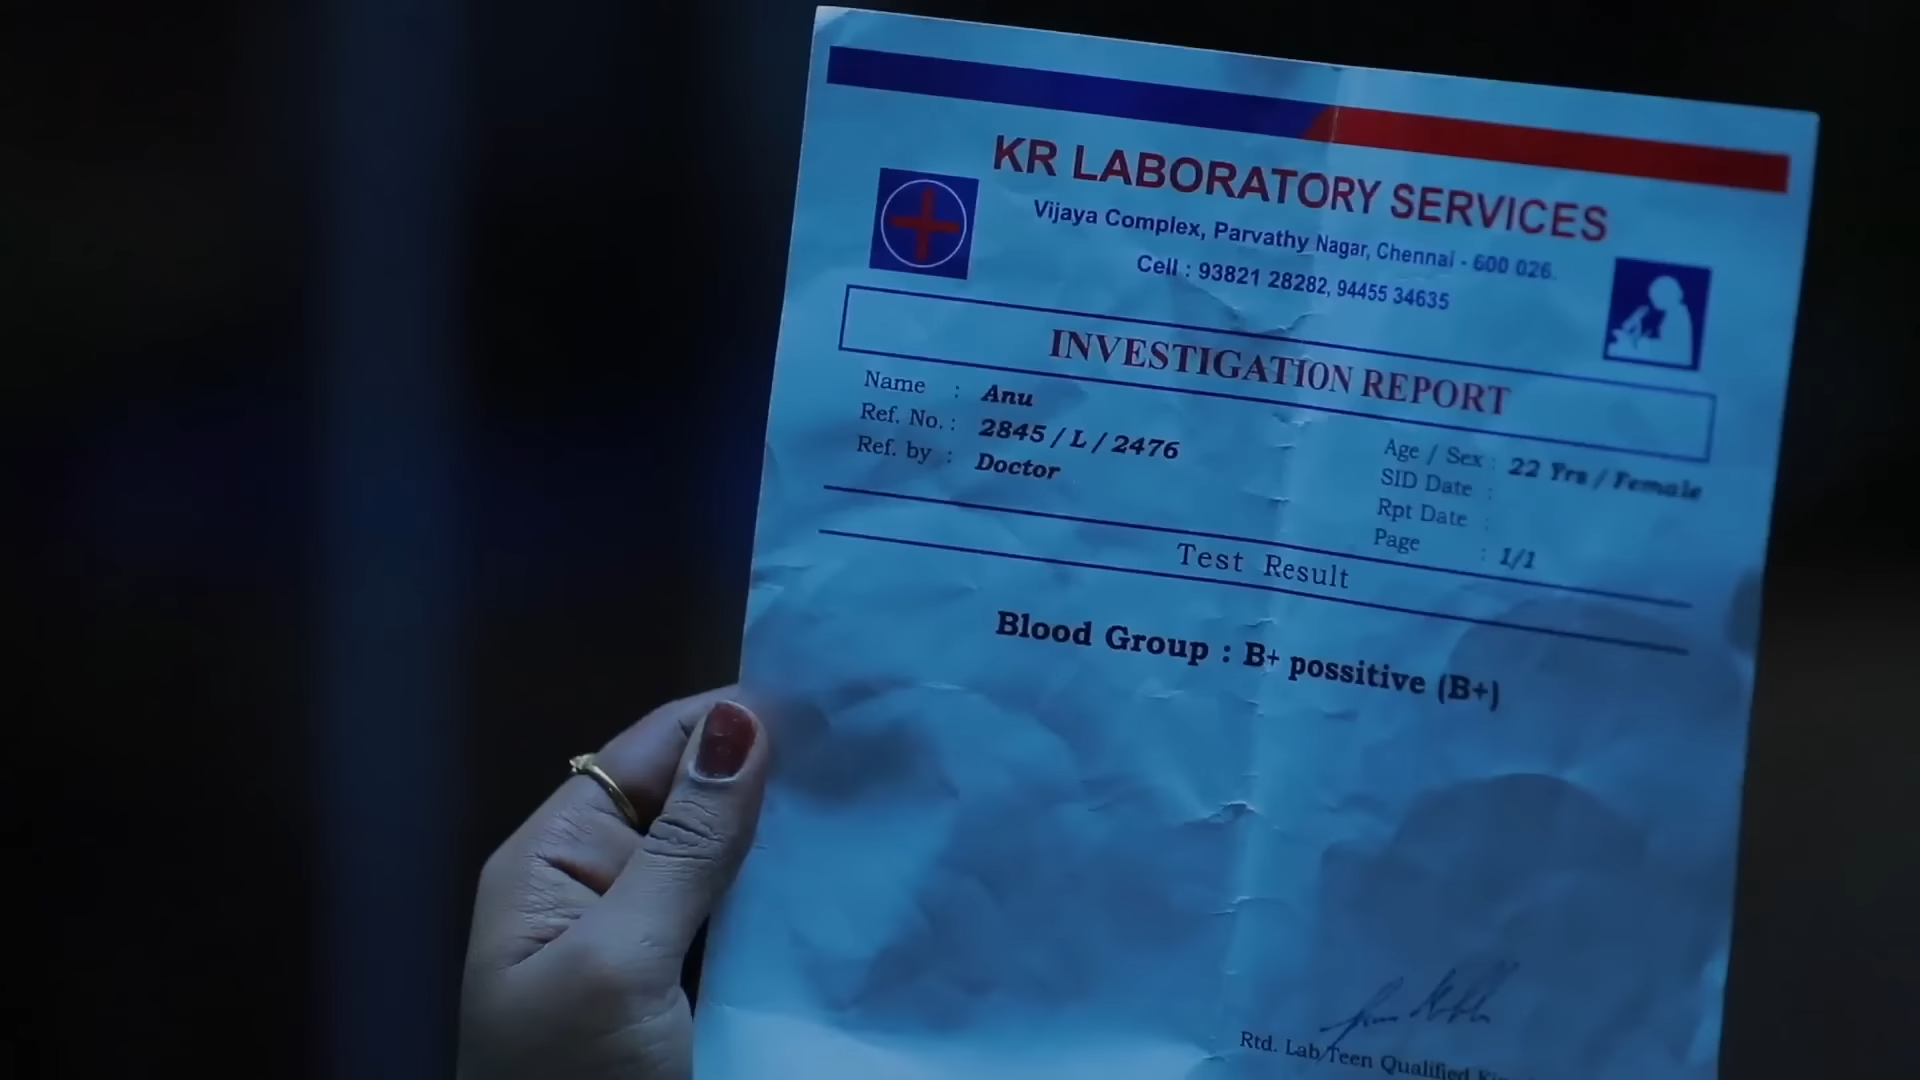 KR LABORATORY SERVICES
Vijaya Complex, Parvathy Nagar, Chennai - 600 026.
Cell : 93821 28282, 94455 34635
INVESTIGATION REPORT
Name : Anu
Ref. No. : 2845 / L / 2476
Ref. by : Doctor
Age / Sex : 22 Yrs / Female
SID Date :
Rpt Date :
Page : 1/1
Test Result
Blood Group : B+ possitive (B+)
Rtd. Lab Teen Qualified